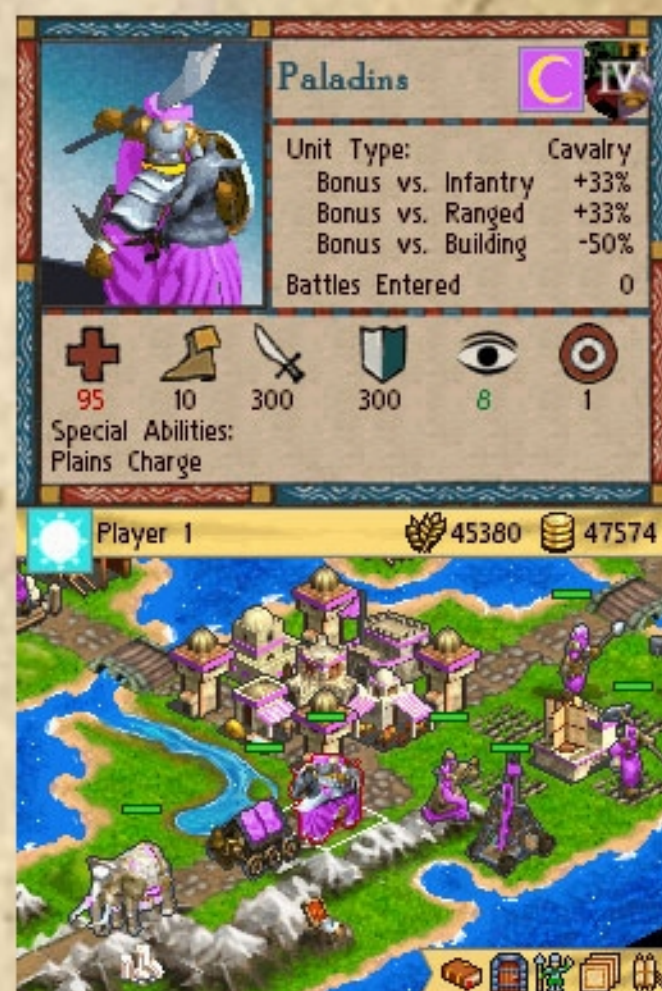 Paladins IV
Unit Type: Cavalry
Bonus vs. Infantry +33%
Bonus vs. Ranged +33%
Bonus vs. Building -50%
Battles Entered 0
95 10 300 300 8 1
Special Abilities:
Plains Charge
Player 1 45380 47574